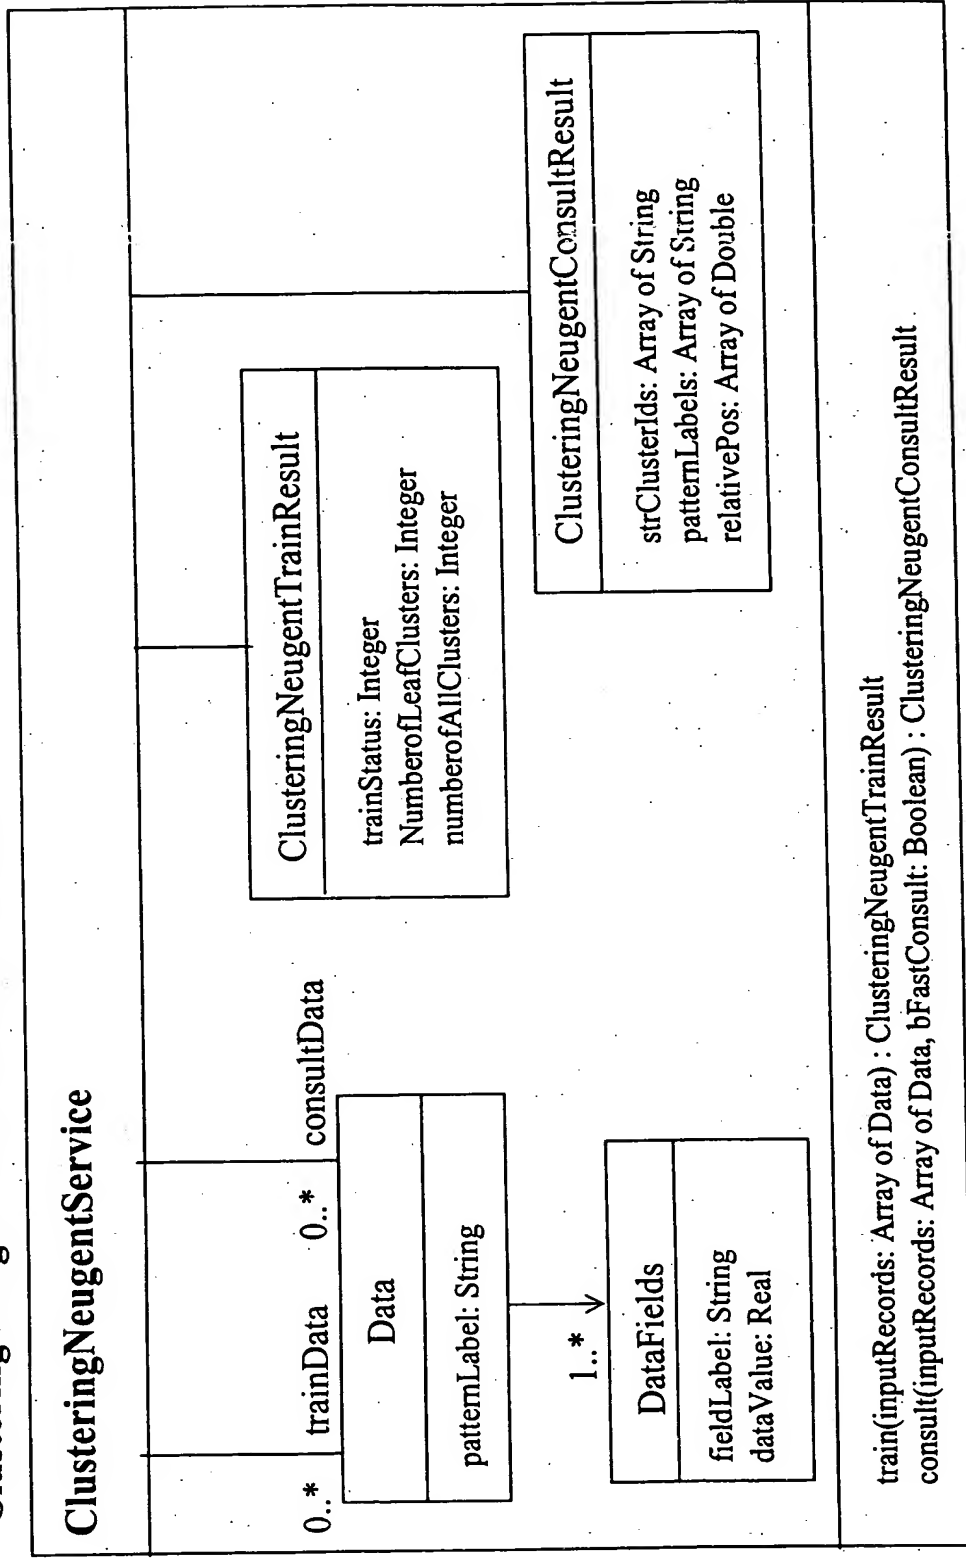 ClusteringNeugentService
0..*
trainData
0..*
consultData
Data
patternLabel: String
1..*
DataFields
fieldLabel: String
dataValue: Real
ClusteringNeugentTrainResult
trainStatus: Integer
NumberofLeafClusters: Integer
numberofAllClusters: Integer
ClusteringNeugentConsultResult
strClusterIds: Array of String
patternLabels: Array of String
relativePos: Array of Double
train(inputRecords: Array of Data) : ClusteringNeugentTrainResult
consult(inputRecords: Array of Data, bFastConsult: Boolean) : ClusteringNeugentConsultResult